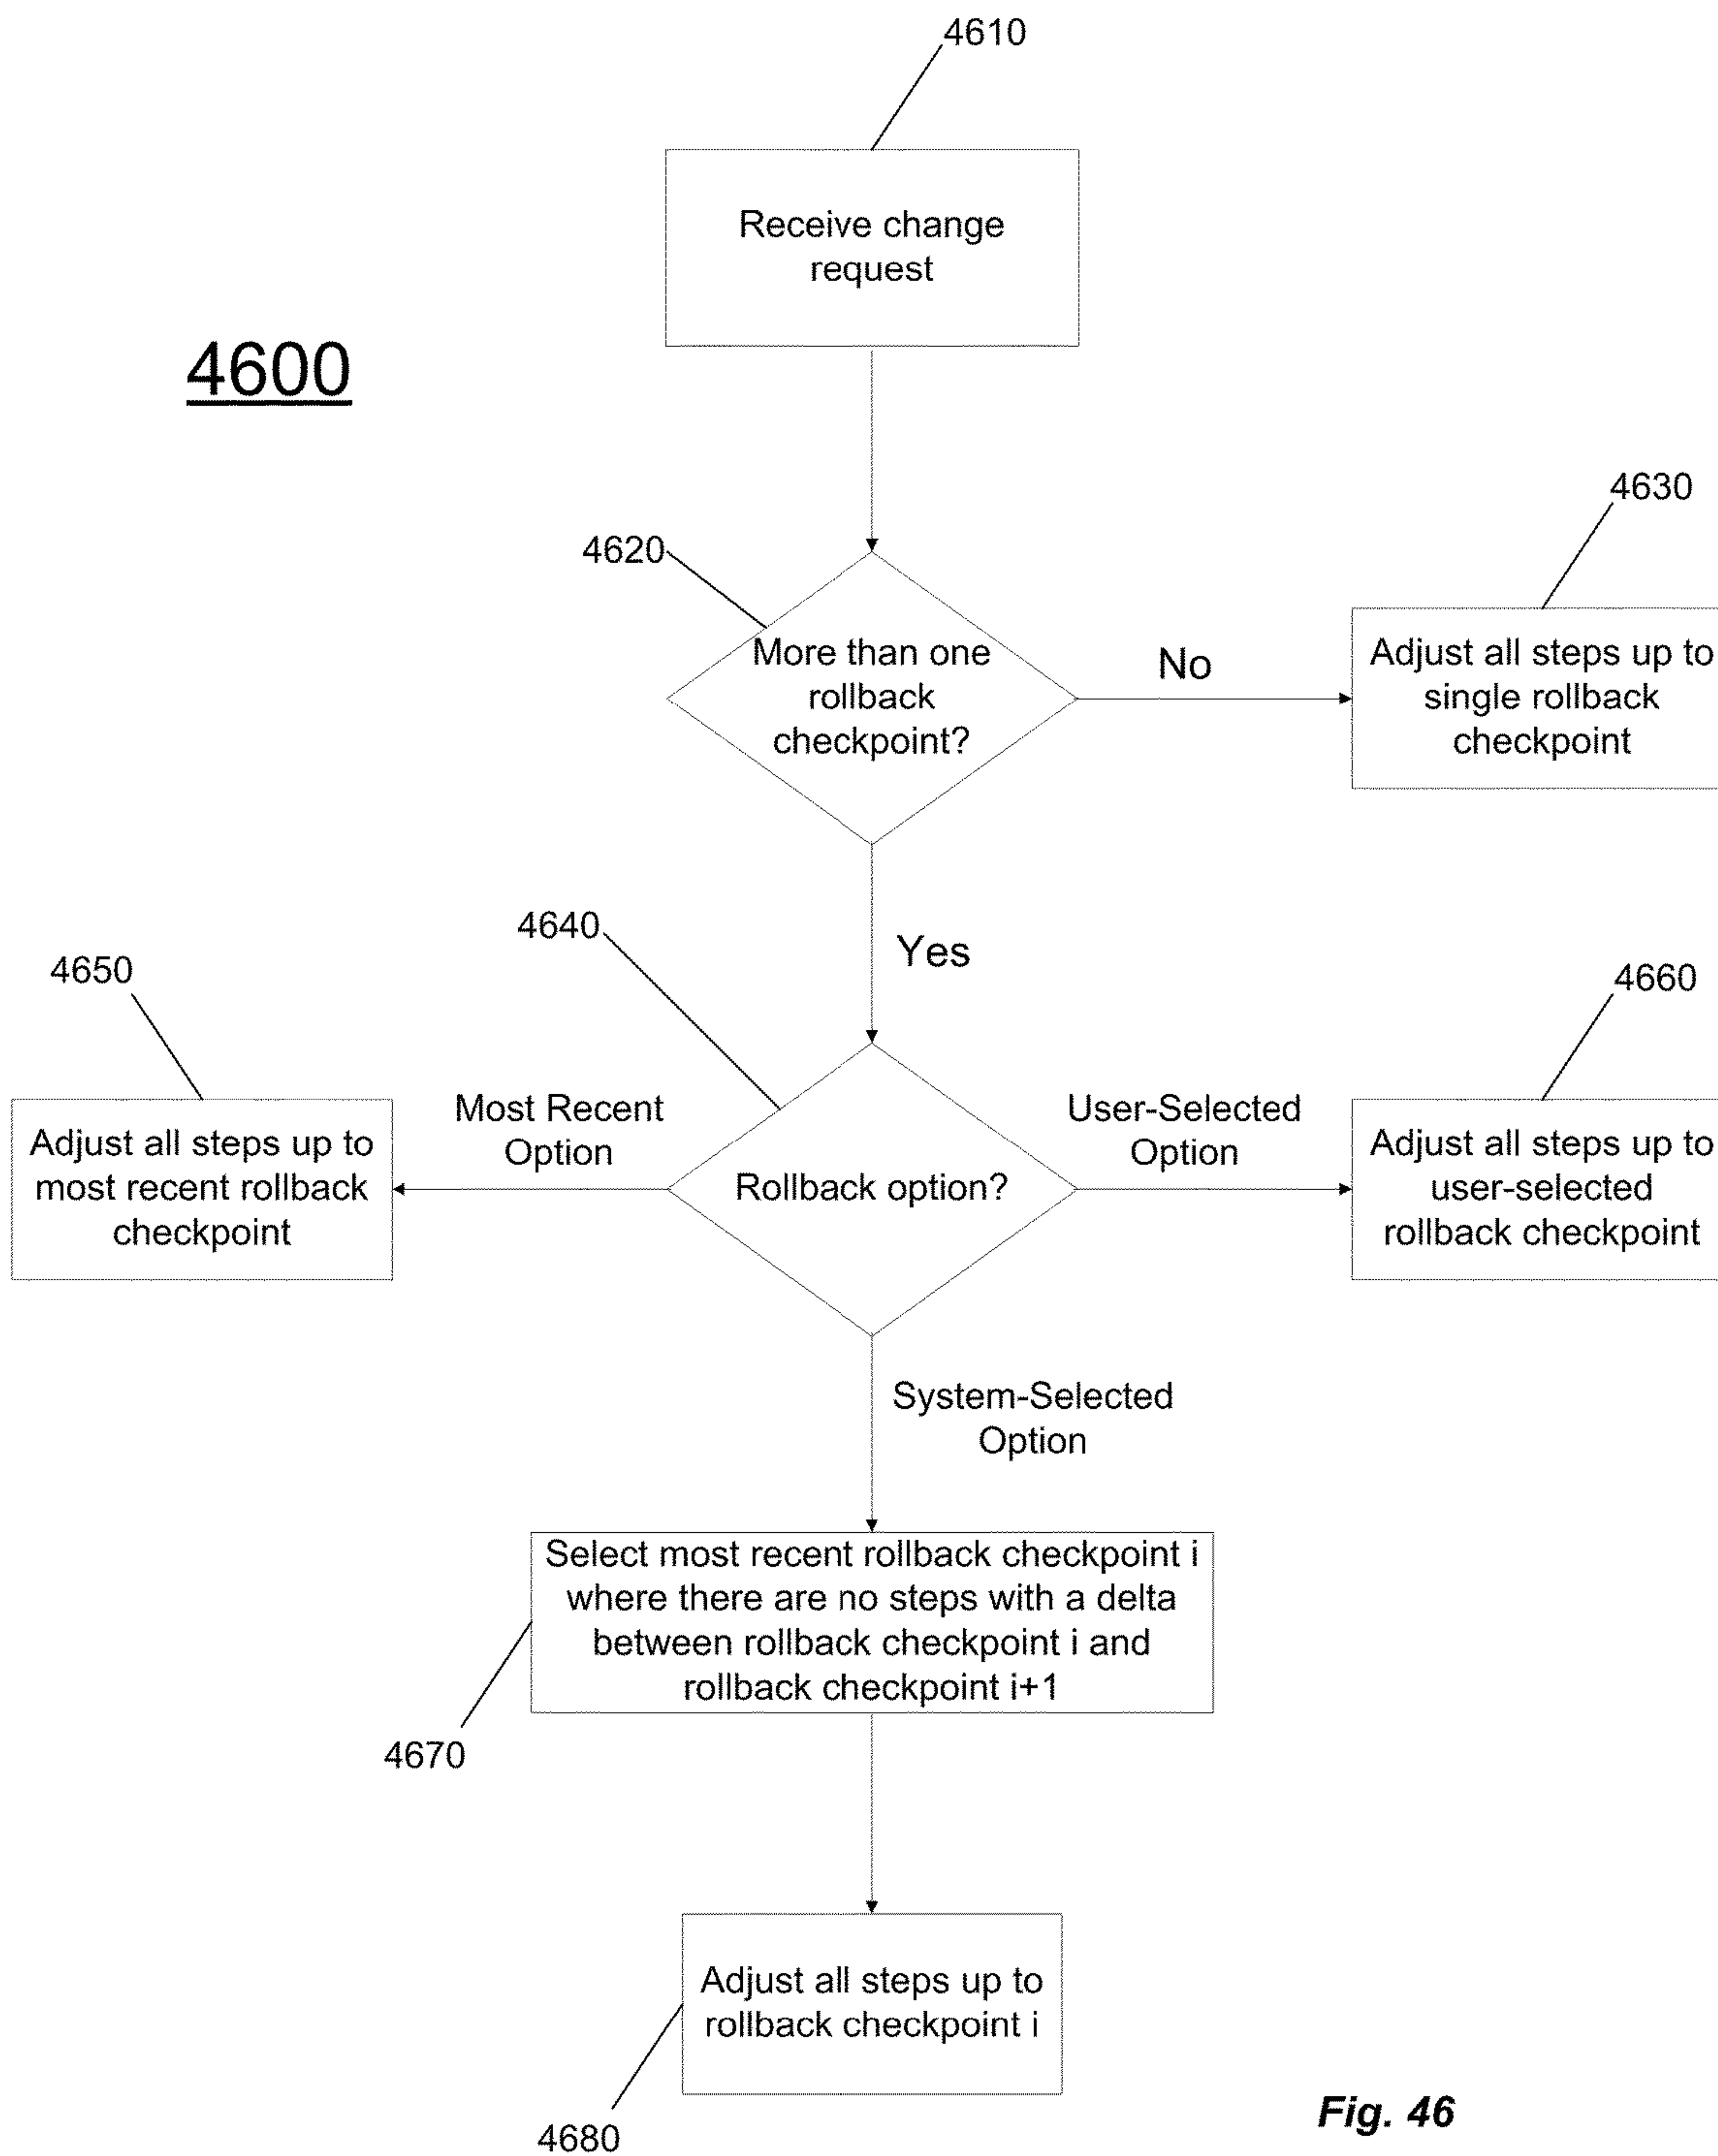 4610
Receive change
request
4600
4630
4620
More than one
rollback
checkpoint?
No
Adjust all steps up to
single rollback
checkpoint
4640
Yes
4650
4660
Most Recent
Option
User-Selected
Option
Adjust all steps up to
most recent rollback
checkpoint
Rollback option?
Adjust all steps up to
user-selected
rollback checkpoint
System-Selected
Option
Select most recent rollback checkpoint i
where there are no steps with a delta
between rollback checkpoint i and
rollback checkpoint i+1
4670
Adjust all steps up to
rollback checkpoint i
4680
Fig. 46